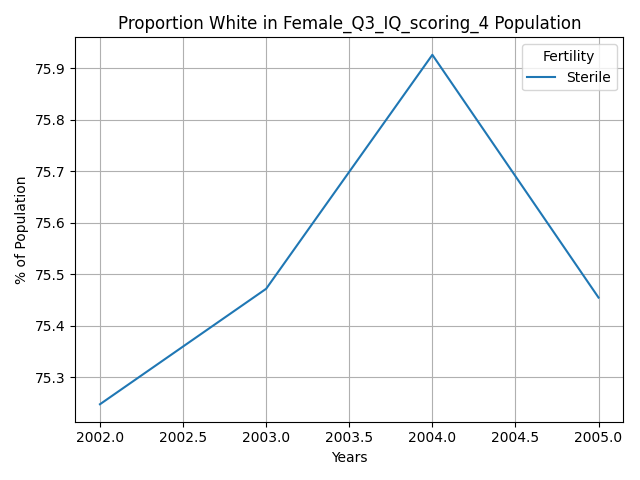 Proportion White in Female_Q3_IQ_scoring_4 Population
Fertility
Sterile
% of Population
75.9
75.8
75.7
75.6
75.5
75.4
75.3
2002.0 2002.5 2003.0 2003.5 2004.0 2004.5 2005.0
Years